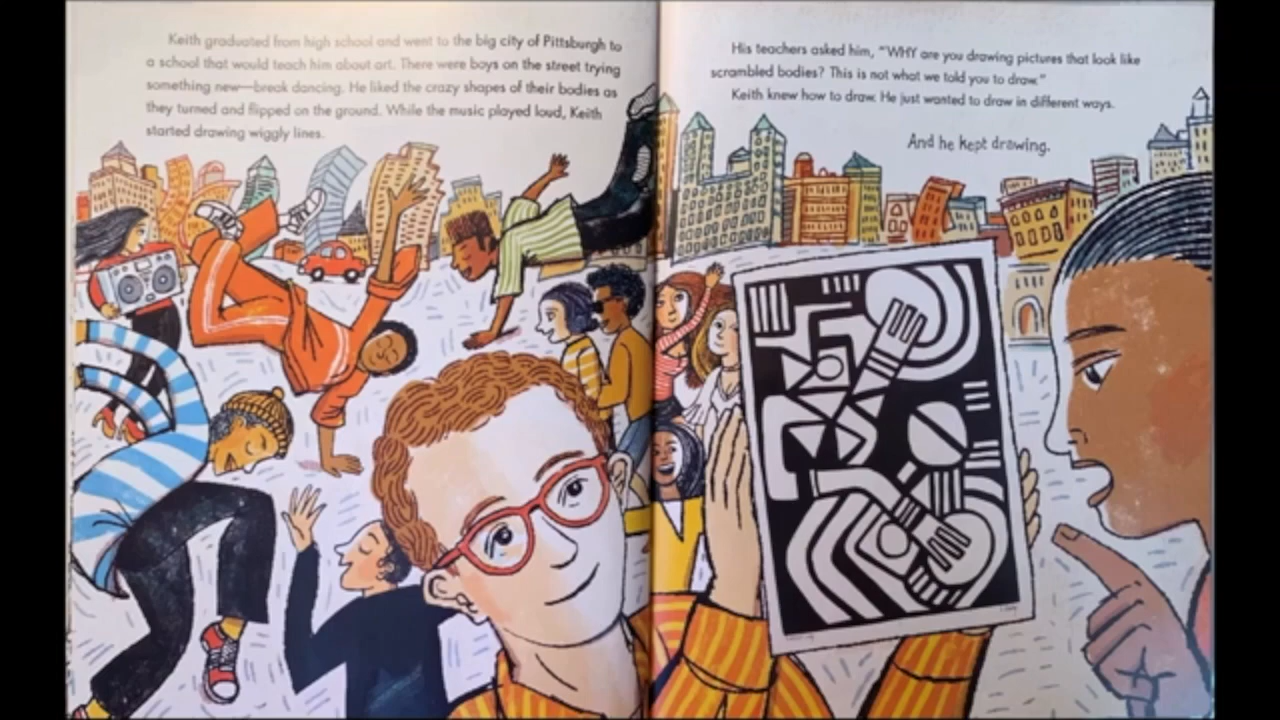 Keith graduated from high school and went to the big city of Pittsburgh to
a school that would teach him about art. There were boys on the street trying
something new—break dancing. He liked the crazy shapes of their bodies as
they turned and flipped on the ground. While the music played loud, Keith
started drawing wiggly lines.
His teachers asked him, "WHY are you drawing pictures that look like
scrambled bodies? This is not what we told you to draw."
Keith knew how to draw. He just wanted to draw in different ways.
And he kept drawing.